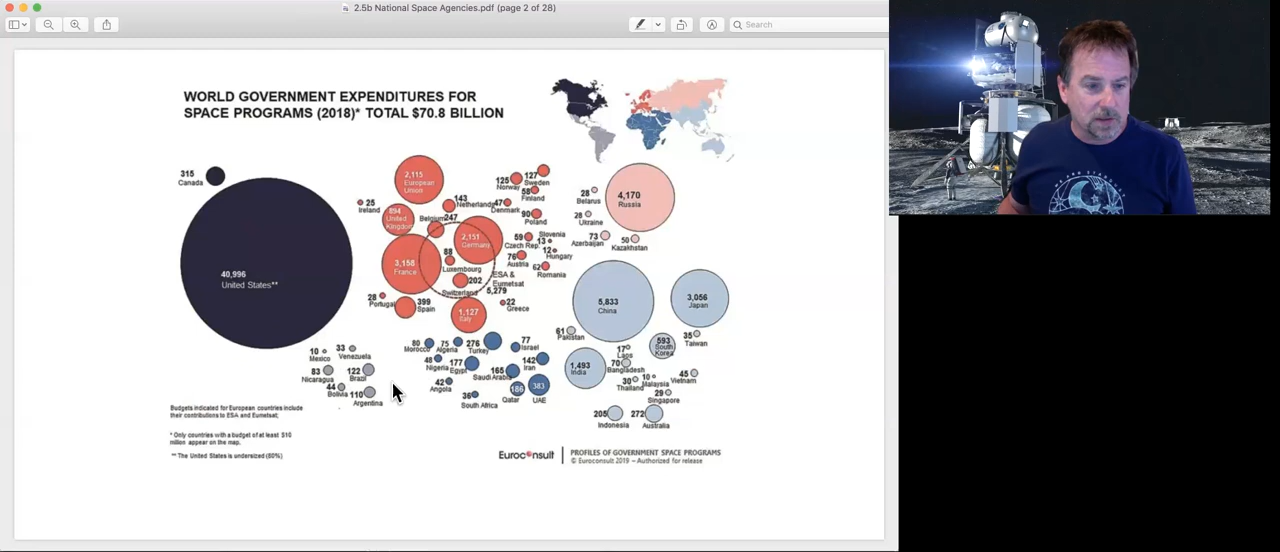 2.5b National Space Agencies.pdf (page 2 of 28)
Search
WORLD GOVERNMENT EXPENDITURES FOR
SPACE PROGRAMS (2018)* TOTAL $70.8 BILLION
315
Canada
40,996
United States**
2,115
European
Union
25
Ireland
894
United
Kingdom
Belgium
247
143
Netherlands
125
Norway
127
Sweden
58
Finland
47
Denmark
90
Poland
2,151
Germany
59
Czech Rep.
Slovenia
13
12
Hungary
76
Austria
62
Romania
3,158
France
88
Luxembourg
202
Switzerland
ESA &
Eumetsat
5,279
22
Greece
28
Portugal
399
Spain
1,127
Italy
28
Belarus
28
Ukraine
4,170
Russia
73
Azerbaijan
50
Kazakhstan
5,833
China
3,056
Japan
61
Pakistan
593
South
Korea
35
Taiwan
1,493
India
17
Laos
70
Bangladesh
30
Thailand
10
Malaysia
45
Vietnam
29
Singapore
205
Indonesia
272
Australia
10
Mexico
33
Venezuela
83
Nicaragua
122
Brazil
44
Bolivia
110
Argentina
80
Morocco
75
Algeria
276
Turkey
77
Israel
48
Nigeria
177
Egypt
165
Saudi Arabia
142
Iran
42
Angola
36
South Africa
186
Qatar
383
UAE
Budgets indicated for European countries include
their contributions to ESA and Eumetsat;
* Only countries with a budget of at least $10
million appear on the map.
** The United States is undersized (80%)
Euroconsult
PROFILES OF GOVERNMENT SPACE PROGRAMS
© Euroconsult 2019 – Authorized for release